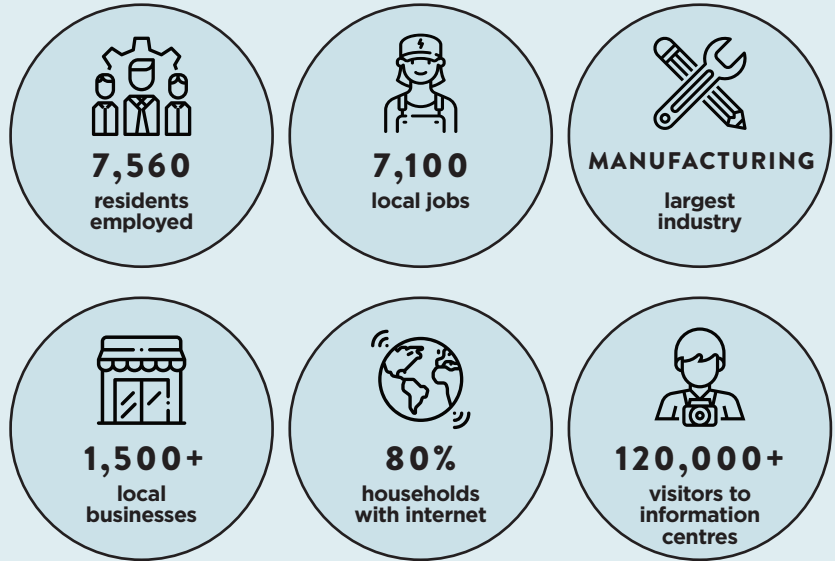 7,560
residents
employed
7,100
local jobs
MANUFACTURING
largest
industry
1,500+
local
businesses
80%
households
with internet
120,000+
visitors to
information
centres